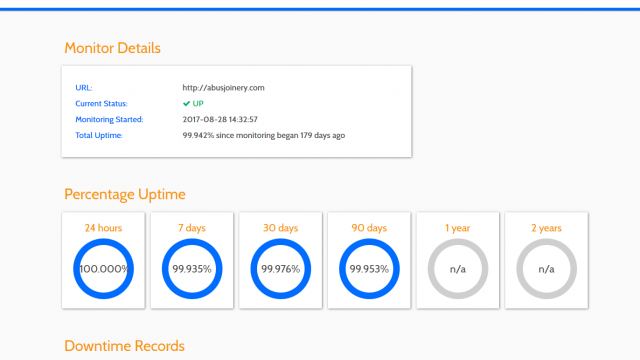 Monitor Details
URL: http://abusjoinery.com
Current Status: UP
Monitoring Started: 2017-08-28 14:32:57
Total Uptime: 99.942% since monitoring began 179 days ago
Percentage Uptime
24 hours 7 days 30 days 90 days 1 year 2 years
100.000% 99.935% 99.976% 99.953% n/a n/a
Downtime Records